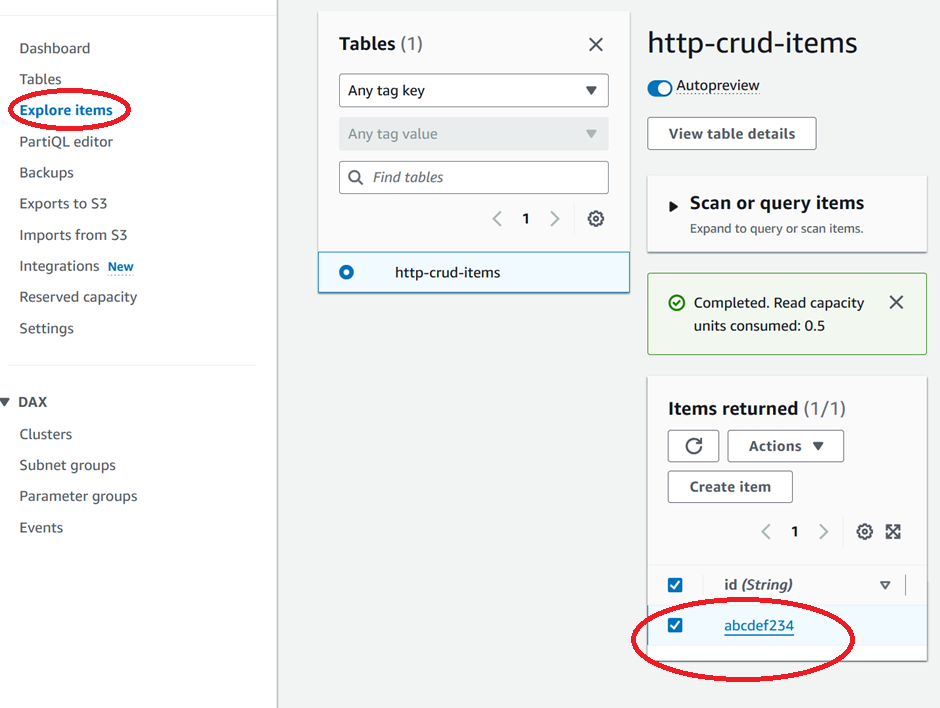 Dashboard
Tables
Explore items
PartiQL editor
Backups
Exports to S3
Imports from S3
Integrations New
Reserved capacity
Settings
DAX
Clusters
Subnet groups
Parameter groups
Events
Tables (1)
Any tag key
Any tag value
Find tables
1
http-crud-items
http-crud-items
Autopreview
View table details
Scan or query items
Expand to query or scan items.
Completed. Read capacity
units consumed: 0.5
Items returned (1/1)
Actions
Create item
1
id (String)
abcdef234